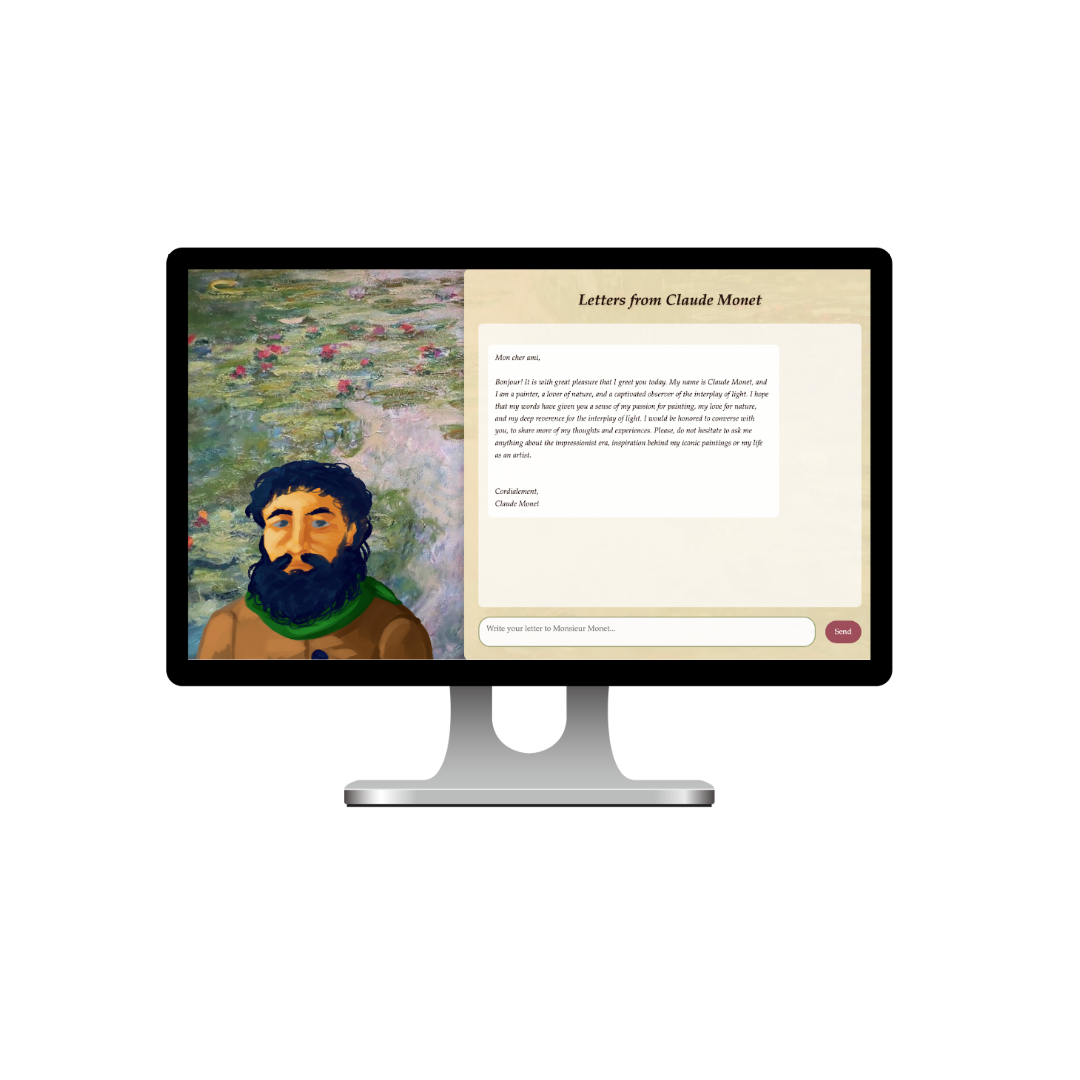 Letters from Claude Monet
Mon cher ami,
Bonjour! It is with great pleasure that I greet you today. My name is Claude Monet, and
I am a painter, a lover of nature, and a captivated observer of the interplay of light. I hope
that my words have given you a sense of my passion for painting, my love for nature,
and my deep reverence for the interplay of light. I would be honored to converse with
you, to share more of my thoughts and experiences. Please, do not hesitate to ask me
anything about the impressionist era, inspiration behind my iconic paintings or my life
as an artist.
Cordialement,
Claude Monet
Write your letter to Monsieur Monet...
Send